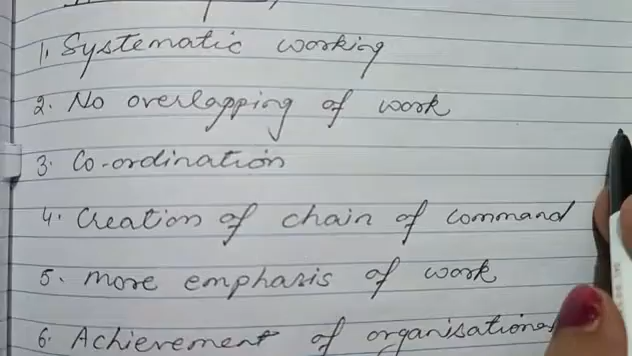 1. Systematic working
2. No overlapping of work
3. Co-ordination
4. Creation of chain of command
5. More emphasis of work
6. Achievement of organisational